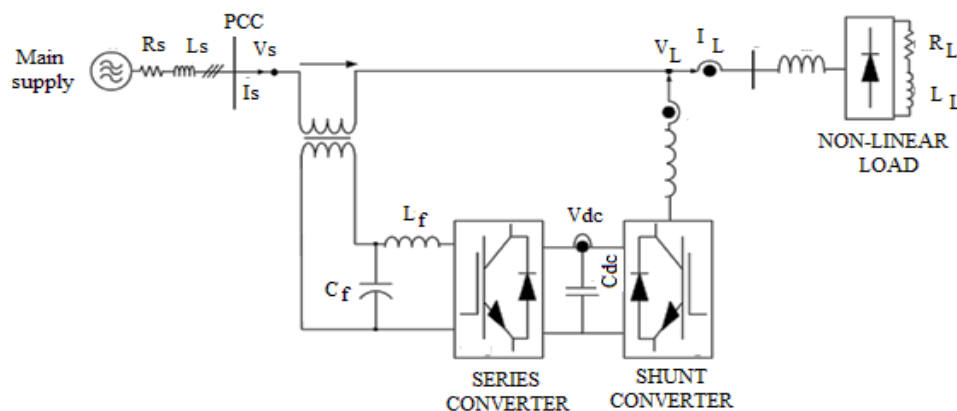 Main
supply
Rs
Ls
PCC
Vs
Is
VL
IL
RL
LL
NON-LINEAR
LOAD
Lf
Cf
Vdc
Cdc
SERIES
CONVERTER
SHUNT
CONVERTER